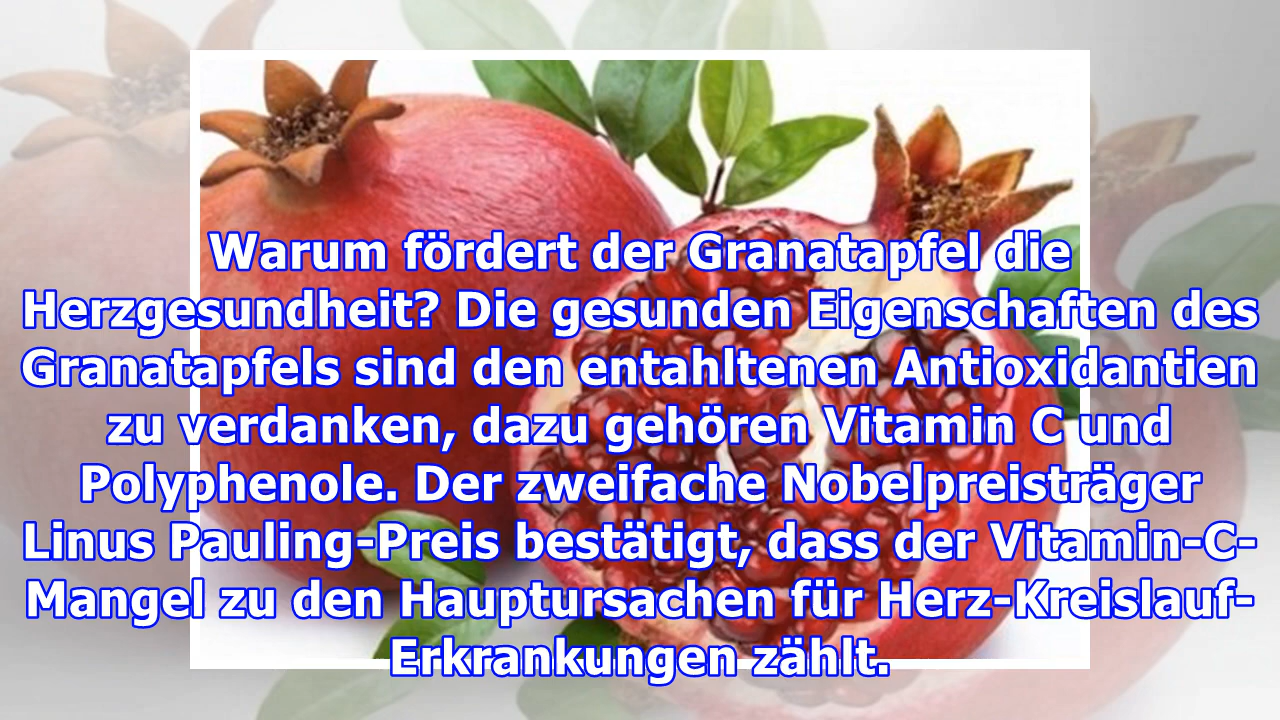 Warum fördert der Granatapfel die
Herzgesundheit? Die gesunden Eigenschaften des
Granatapfels sind den entahltenen Antioxidantien
zu verdanken, dazu gehören Vitamin C und
Polyphenole. Der zweifache Nobelpreisträger
Linus Pauling-Preis bestätigt, dass der Vitamin-C-
Mangel zu den Hauptursachen für Herz-Kreislauf-
Erkrankungen zählt.